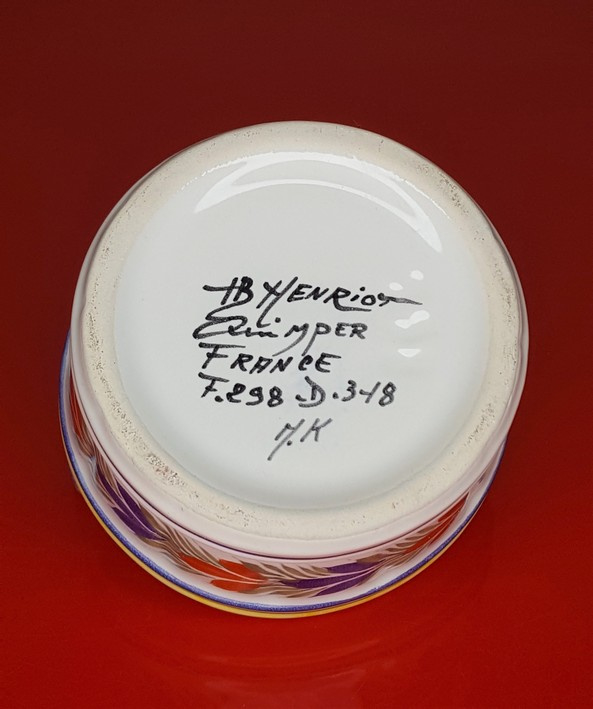 HB HENRIOT
Quimper
FRANCE
F.298.D.348
M.K